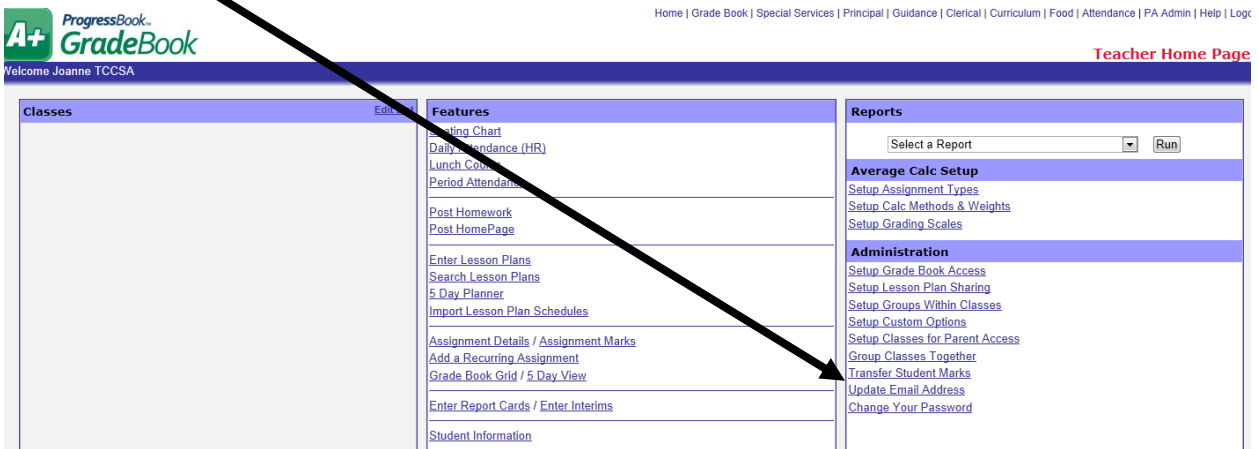 Home | Grade Book | Special Services | Principal | Guidance | Clerical | Curriculum | Food | Attendance | PA Admin | Help | Logo
A+ ProgressBook
GradeBook
Teacher Home Page
Welcome Joanne TCCSA
Classes
Edit
Features
Seating Chart
Daily Attendance (HR)
Lunch
Period
Post Homework
Post HomePage
Enter Lesson Plans
Search Lesson Plans
5 Day Planner
Import Lesson Plan Schedules
Assignment Details / Assignment Marks
Add a Recurring Assignment
Grade Book Grid / 5 Day View
Enter Report Cards / Enter Interims
Student Information
Reports
Select a Report Run
Average Calc Setup
Setup Assignment Types
Setup Calc Methods & Weights
Setup Grading Scales
Administration
Setup Grade Book Access
Setup Lesson Plan Sharing
Setup Groups Within Classes
Setup Custom Options
Setup Classes for Parent Access
Group Classes Together
Transfer Student Marks
Update Email Address
Change Your Password